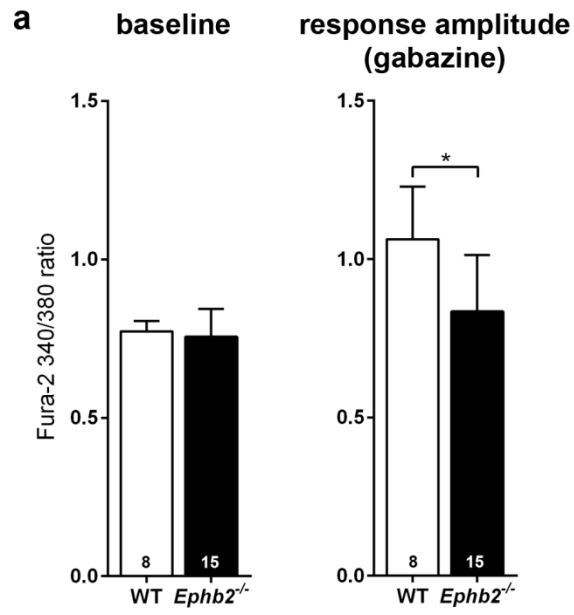 a
baseline
response amplitude
(gabazine)
Fura-2 340/380 ratio
1.5
1.0
0.5
0.0
8
15
WT
Ephb2-/-
1.5
1.0
0.5
0.0
*
8
15
WT
Ephb2-/-